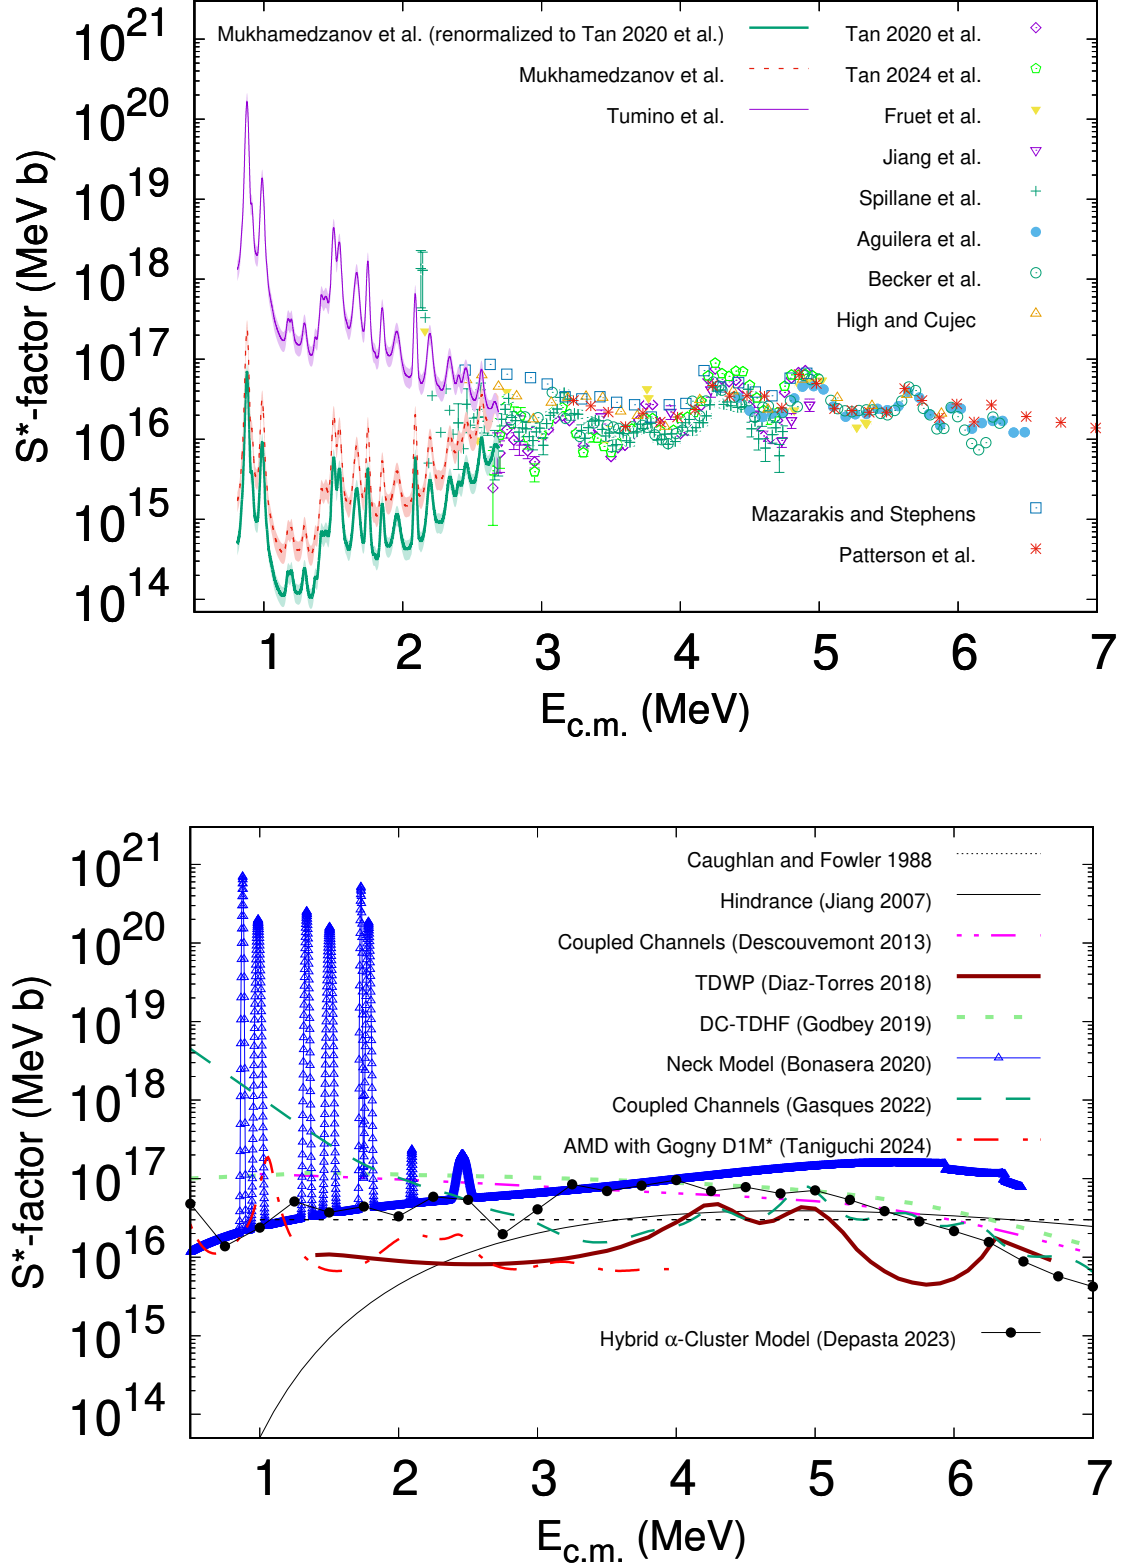 10^21
10^20
10^19
10^18
10^17
10^16
10^15
10^14
S*-factor (MeV b)
Mukhamedzanov et al. (renormalized to Tan 2020 et al.)
Mukhamedzanov et al.
Tumino et al.
Tan 2020 et al.
Tan 2024 et al.
Fruet et al.
Jiang et al.
Spillane et al.
Aguilera et al.
Becker et al.
High and Cujec
Mazarakis and Stephens
Patterson et al.
1 2 3 4 5 6 7
E_c.m. (MeV)
10^21
10^20
10^19
10^18
10^17
10^16
10^15
10^14
S*-factor (MeV b)
Caughlan and Fowler 1988
Hindrance (Jiang 2007)
Coupled Channels (Descouvemont 2013)
TDWP (Diaz-Torres 2018)
DC-TDHF (Godbey 2019)
Neck Model (Bonasera 2020)
Coupled Channels (Gasques 2022)
AMD with Gogny D1M* (Taniguchi 2024)
Hybrid α-Cluster Model (Depasta 2023)
1 2 3 4 5 6 7
E_c.m. (MeV)